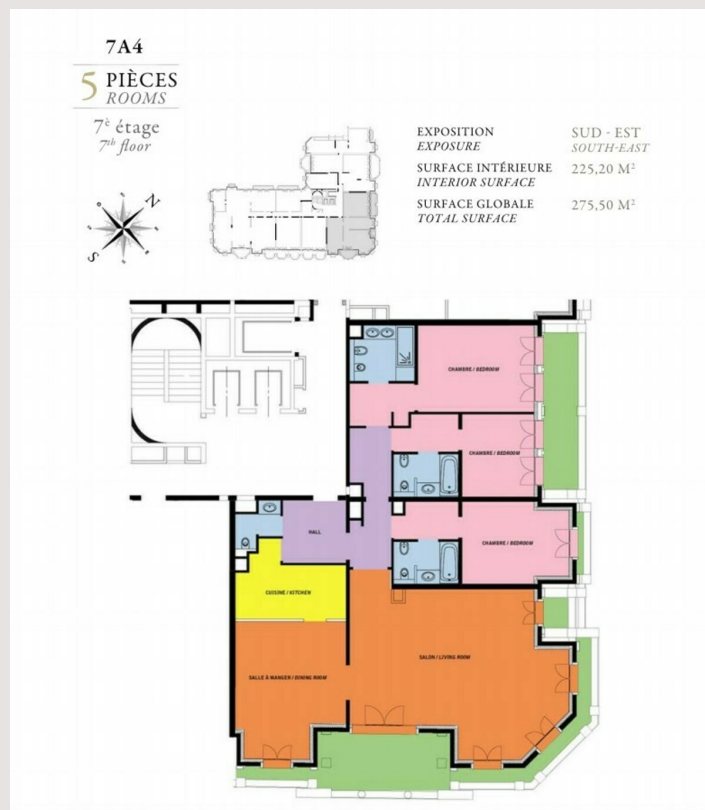 7A4
5 PIÈCES
ROOMS
7è étage
7th floor
N
S
EXPOSITION SUD - EST
EXPOSURE SOUTH-EAST
SURFACE INTÉRIEURE 225,20 M²
INTERIOR SURFACE
SURFACE GLOBALE 275,50 M²
TOTAL SURFACE
CHAMBRE / BEDROOM
CHAMBRE / BEDROOM
HALL
CHAMBRE / BEDROOM
CUISINE / KITCHEN
SALON / LIVING ROOM
SALLE À MANGER / DINING ROOM